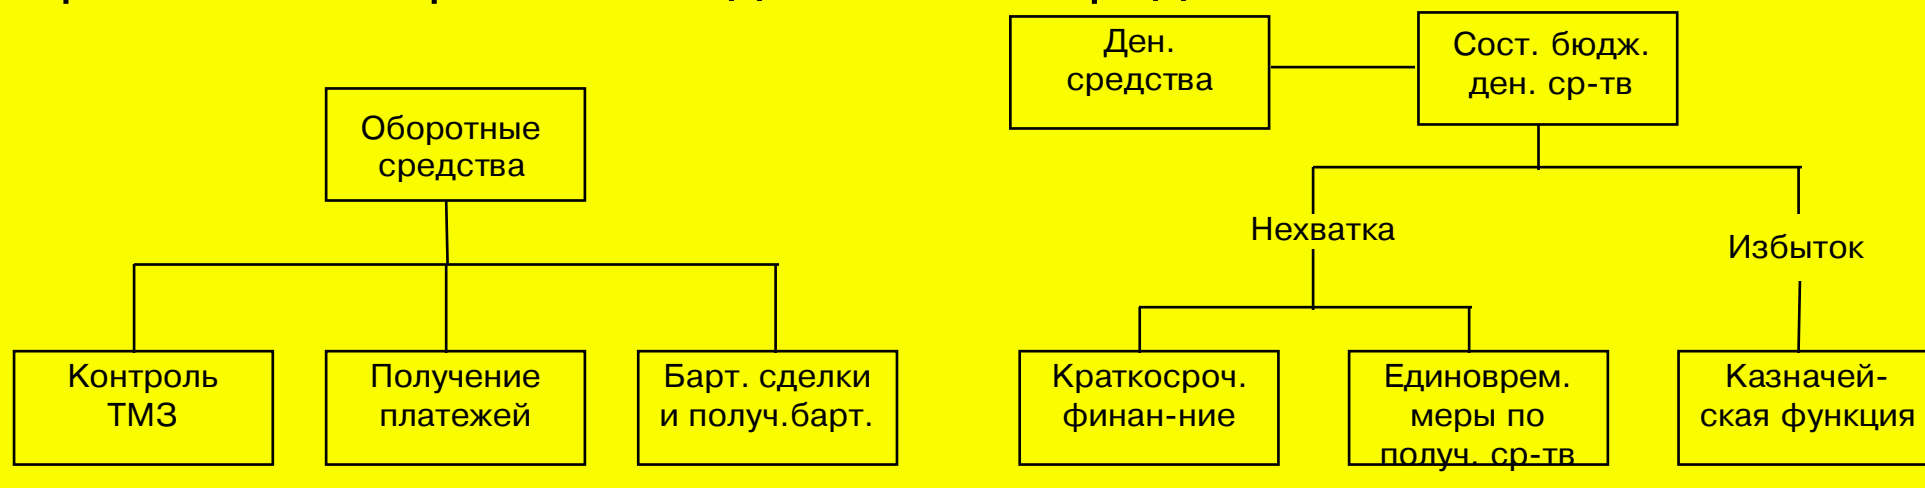 Ден.
средства
Сост. бюдж.
ден. ср-тв
Оборотные
средства
Нехватка
Избыток
Контроль
ТМЗ
Получение
платежей
Барт. сделки
и получ.барт.
Краткосроч.
финан-ние
Единоврем.
меры по
получ. ср-тв
Казначей-
ская функция